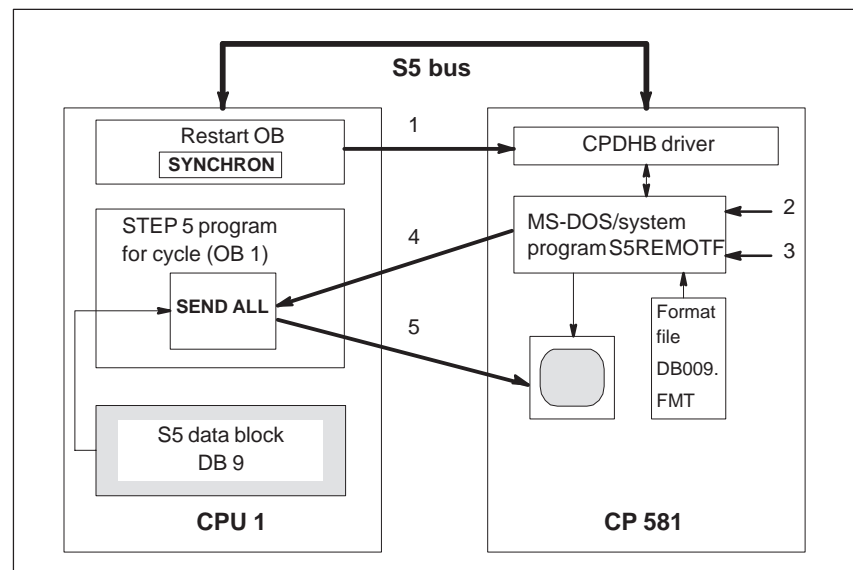 S5 bus
Restart OB
SYNCHRON
1
CPDHB driver
STEP 5 program
for cycle (OB 1)
SEND ALL
4
5
MS-DOS/system
program S5REMOTF
2
3
Format
file
DB009.
FMT
S5 data block
DB 9
CPU 1
CP 581